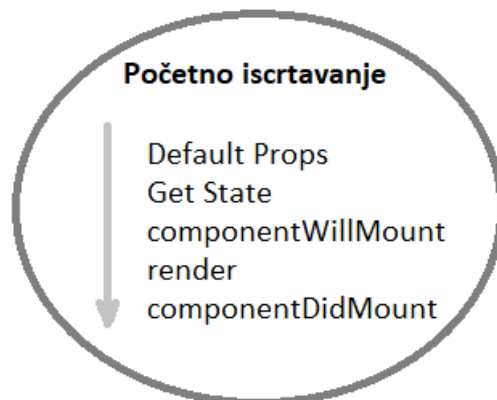 Početno iscrtavanje
Default Props
Get State
componentWillMount
render
componentDidMount